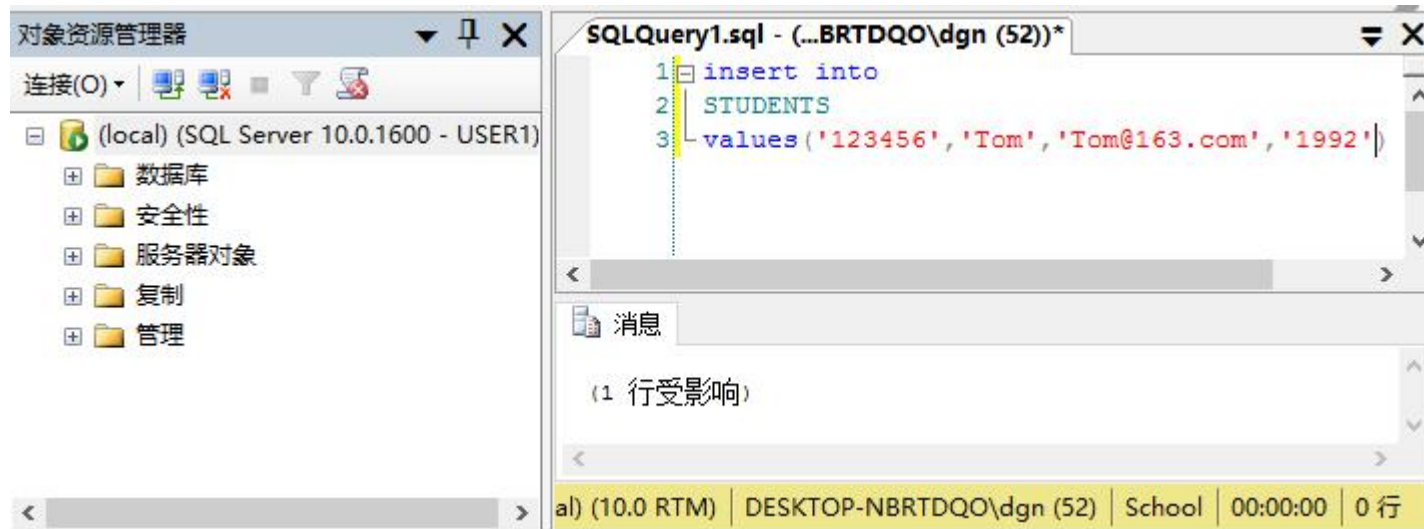 对象资源管理器
连接(O)
(local) (SQL Server 10.0.1600 - USER1)
数据库
安全性
服务器对象
复制
管理
SQLQuery1.sql - (...BRTDQO\dgn (52))*
1 insert into
2 STUDENTS
3 values('123456','Tom','Tom@163.com','1992')
消息
(1 行受影响)
al) (10.0 RTM) DESKTOP-NBRTDQO\dgn (52) School 00:00:00 0 行